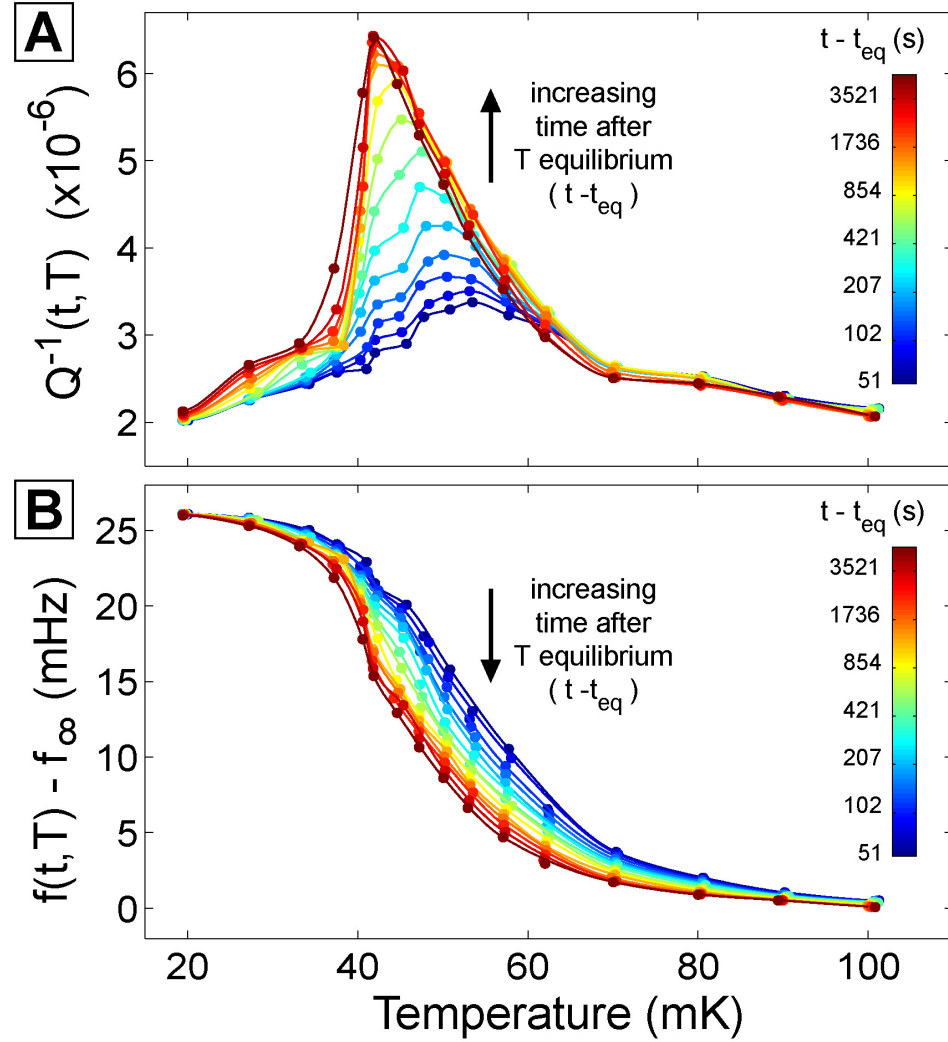 A
Q⁻¹(t,T) (x10⁻⁶)
6
5
4
3
2
increasing
time after
T equilibrium
( t -t_eq )
t - t_eq (s)
3521
1736
854
421
207
102
51
B
f(t,T) - f_∞ (mHz)
25
20
15
10
5
0
increasing
time after
T equilibrium
( t -t_eq )
t - t_eq (s)
3521
1736
854
421
207
102
51
20 40 60 80 100
Temperature (mK)